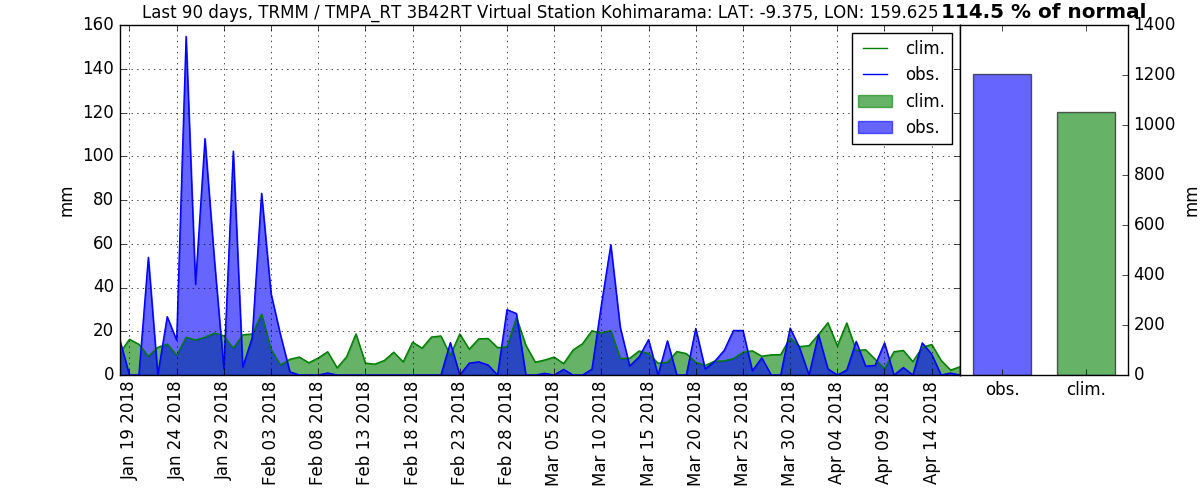 Last 90 days, TRMM / TMPA_RT 3B42RT Virtual Station Kohimarama: LAT: -9.375, LON: 159.625
114.5 % of normal
160
140
120
100
80
60
40
20
0
mm
clim.
obs.
clim.
obs.
Jan 19 2018
Jan 24 2018
Jan 29 2018
Feb 03 2018
Feb 08 2018
Feb 13 2018
Feb 18 2018
Feb 23 2018
Feb 28 2018
Mar 05 2018
Mar 10 2018
Mar 15 2018
Mar 20 2018
Mar 25 2018
Mar 30 2018
Apr 04 2018
Apr 09 2018
Apr 14 2018
1400
1200
1000
800
600
400
200
0
mm
obs.
clim.